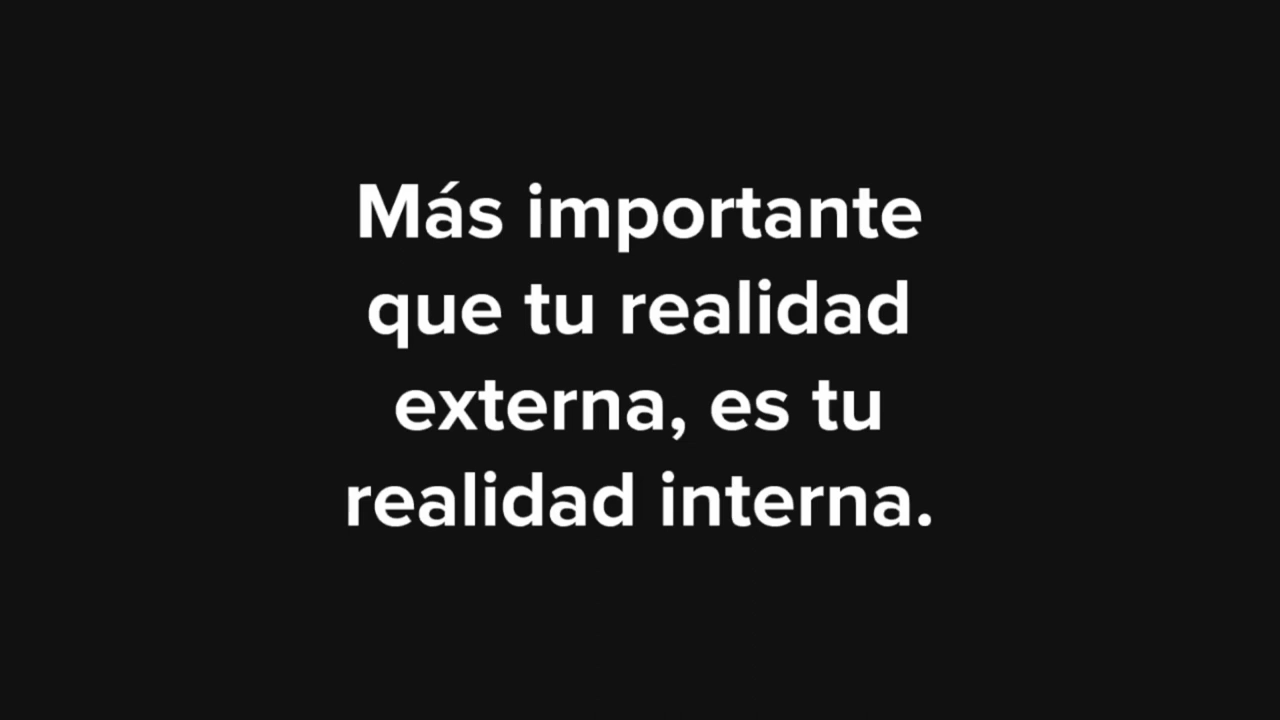 Más importante
que tu realidad
externa, es tu
realidad interna.